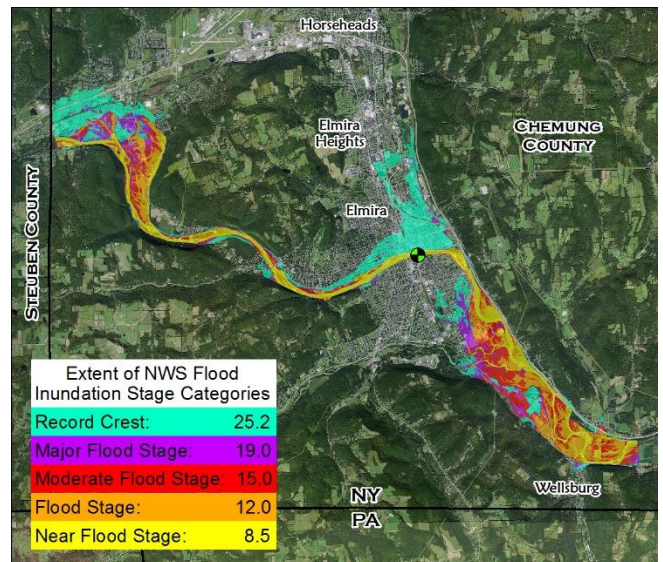 Horseheads
Elmira
Heights
CHEMUNG
COUNTY
Elmira
STEUBEN COUNTY
Extent of NWS Flood
Inundation Stage Categories
Record Crest: 25.2
Major Flood Stage: 19.0
Moderate Flood Stage: 15.0
Flood Stage: 12.0
Near Flood Stage: 8.5
Wellsburg
NY
PA